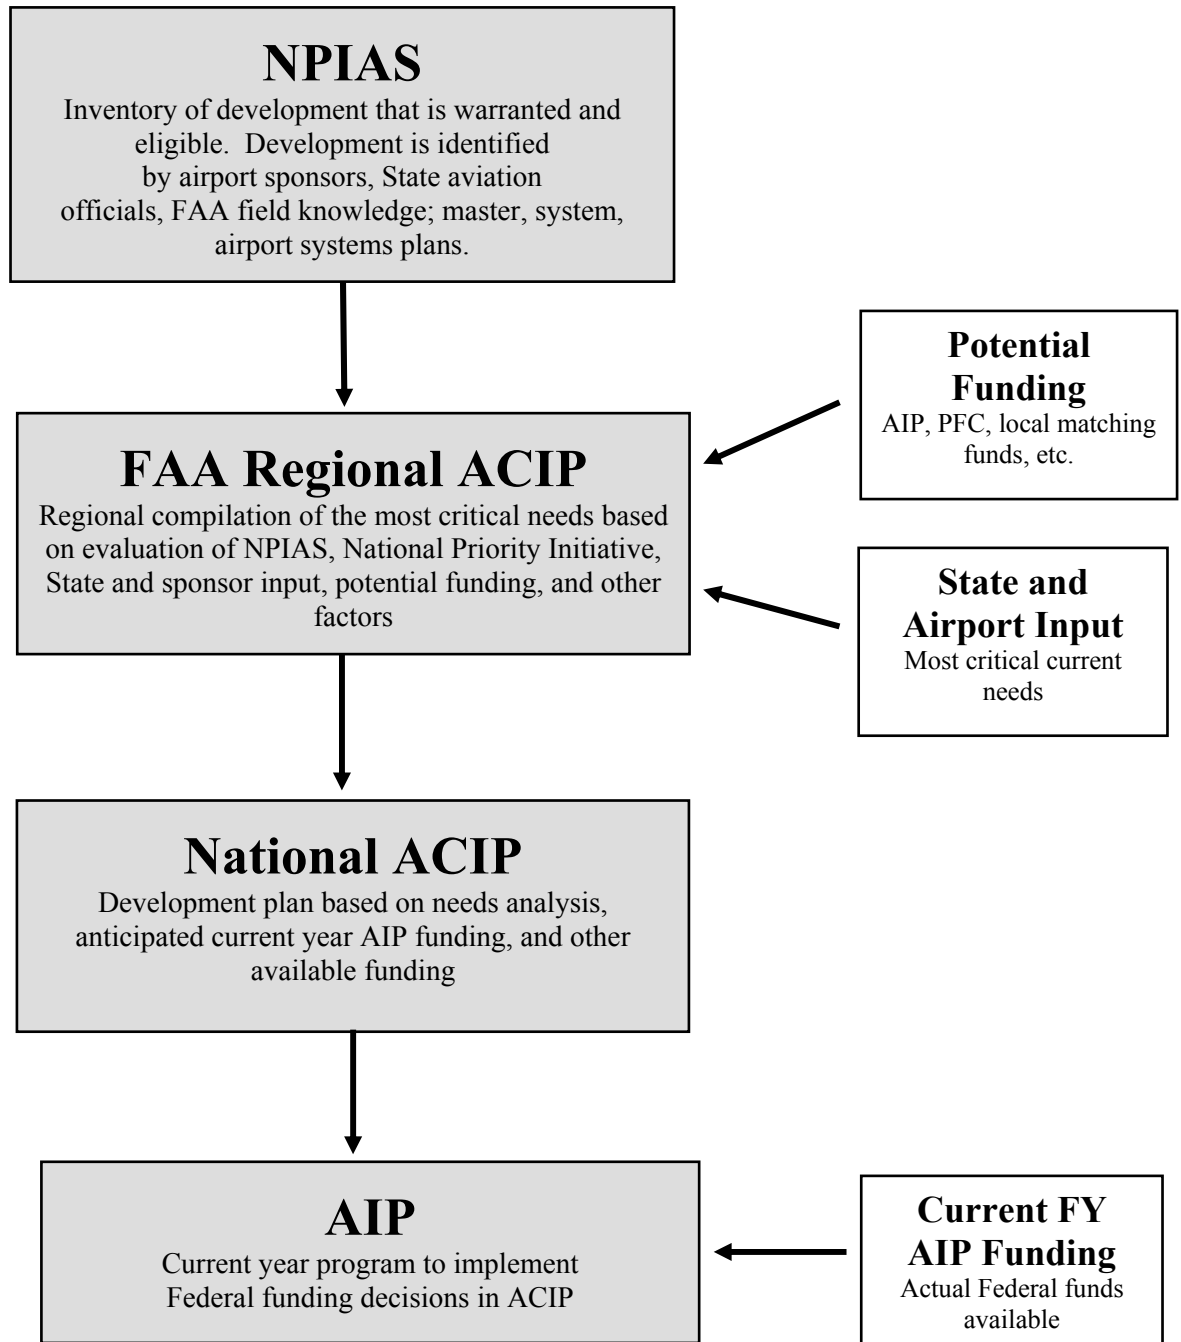 NPIAS
Inventory of development that is warranted and
eligible.  Development is identified
by airport sponsors, State aviation
officials, FAA field knowledge; master, system,
airport systems plans.
Potential
Funding
AIP, PFC, local matching
funds, etc.
FAA Regional ACIP
Regional compilation of the most critical needs based
on evaluation of NPIAS, National Priority Initiative,
State and sponsor input, potential funding, and other
factors
State and
Airport Input
Most critical current
needs
National ACIP
Development plan based on needs analysis,
anticipated current year AIP funding, and other
available funding
AIP
Current year program to implement
Federal funding decisions in ACIP
Current FY
AIP Funding
Actual Federal funds
available